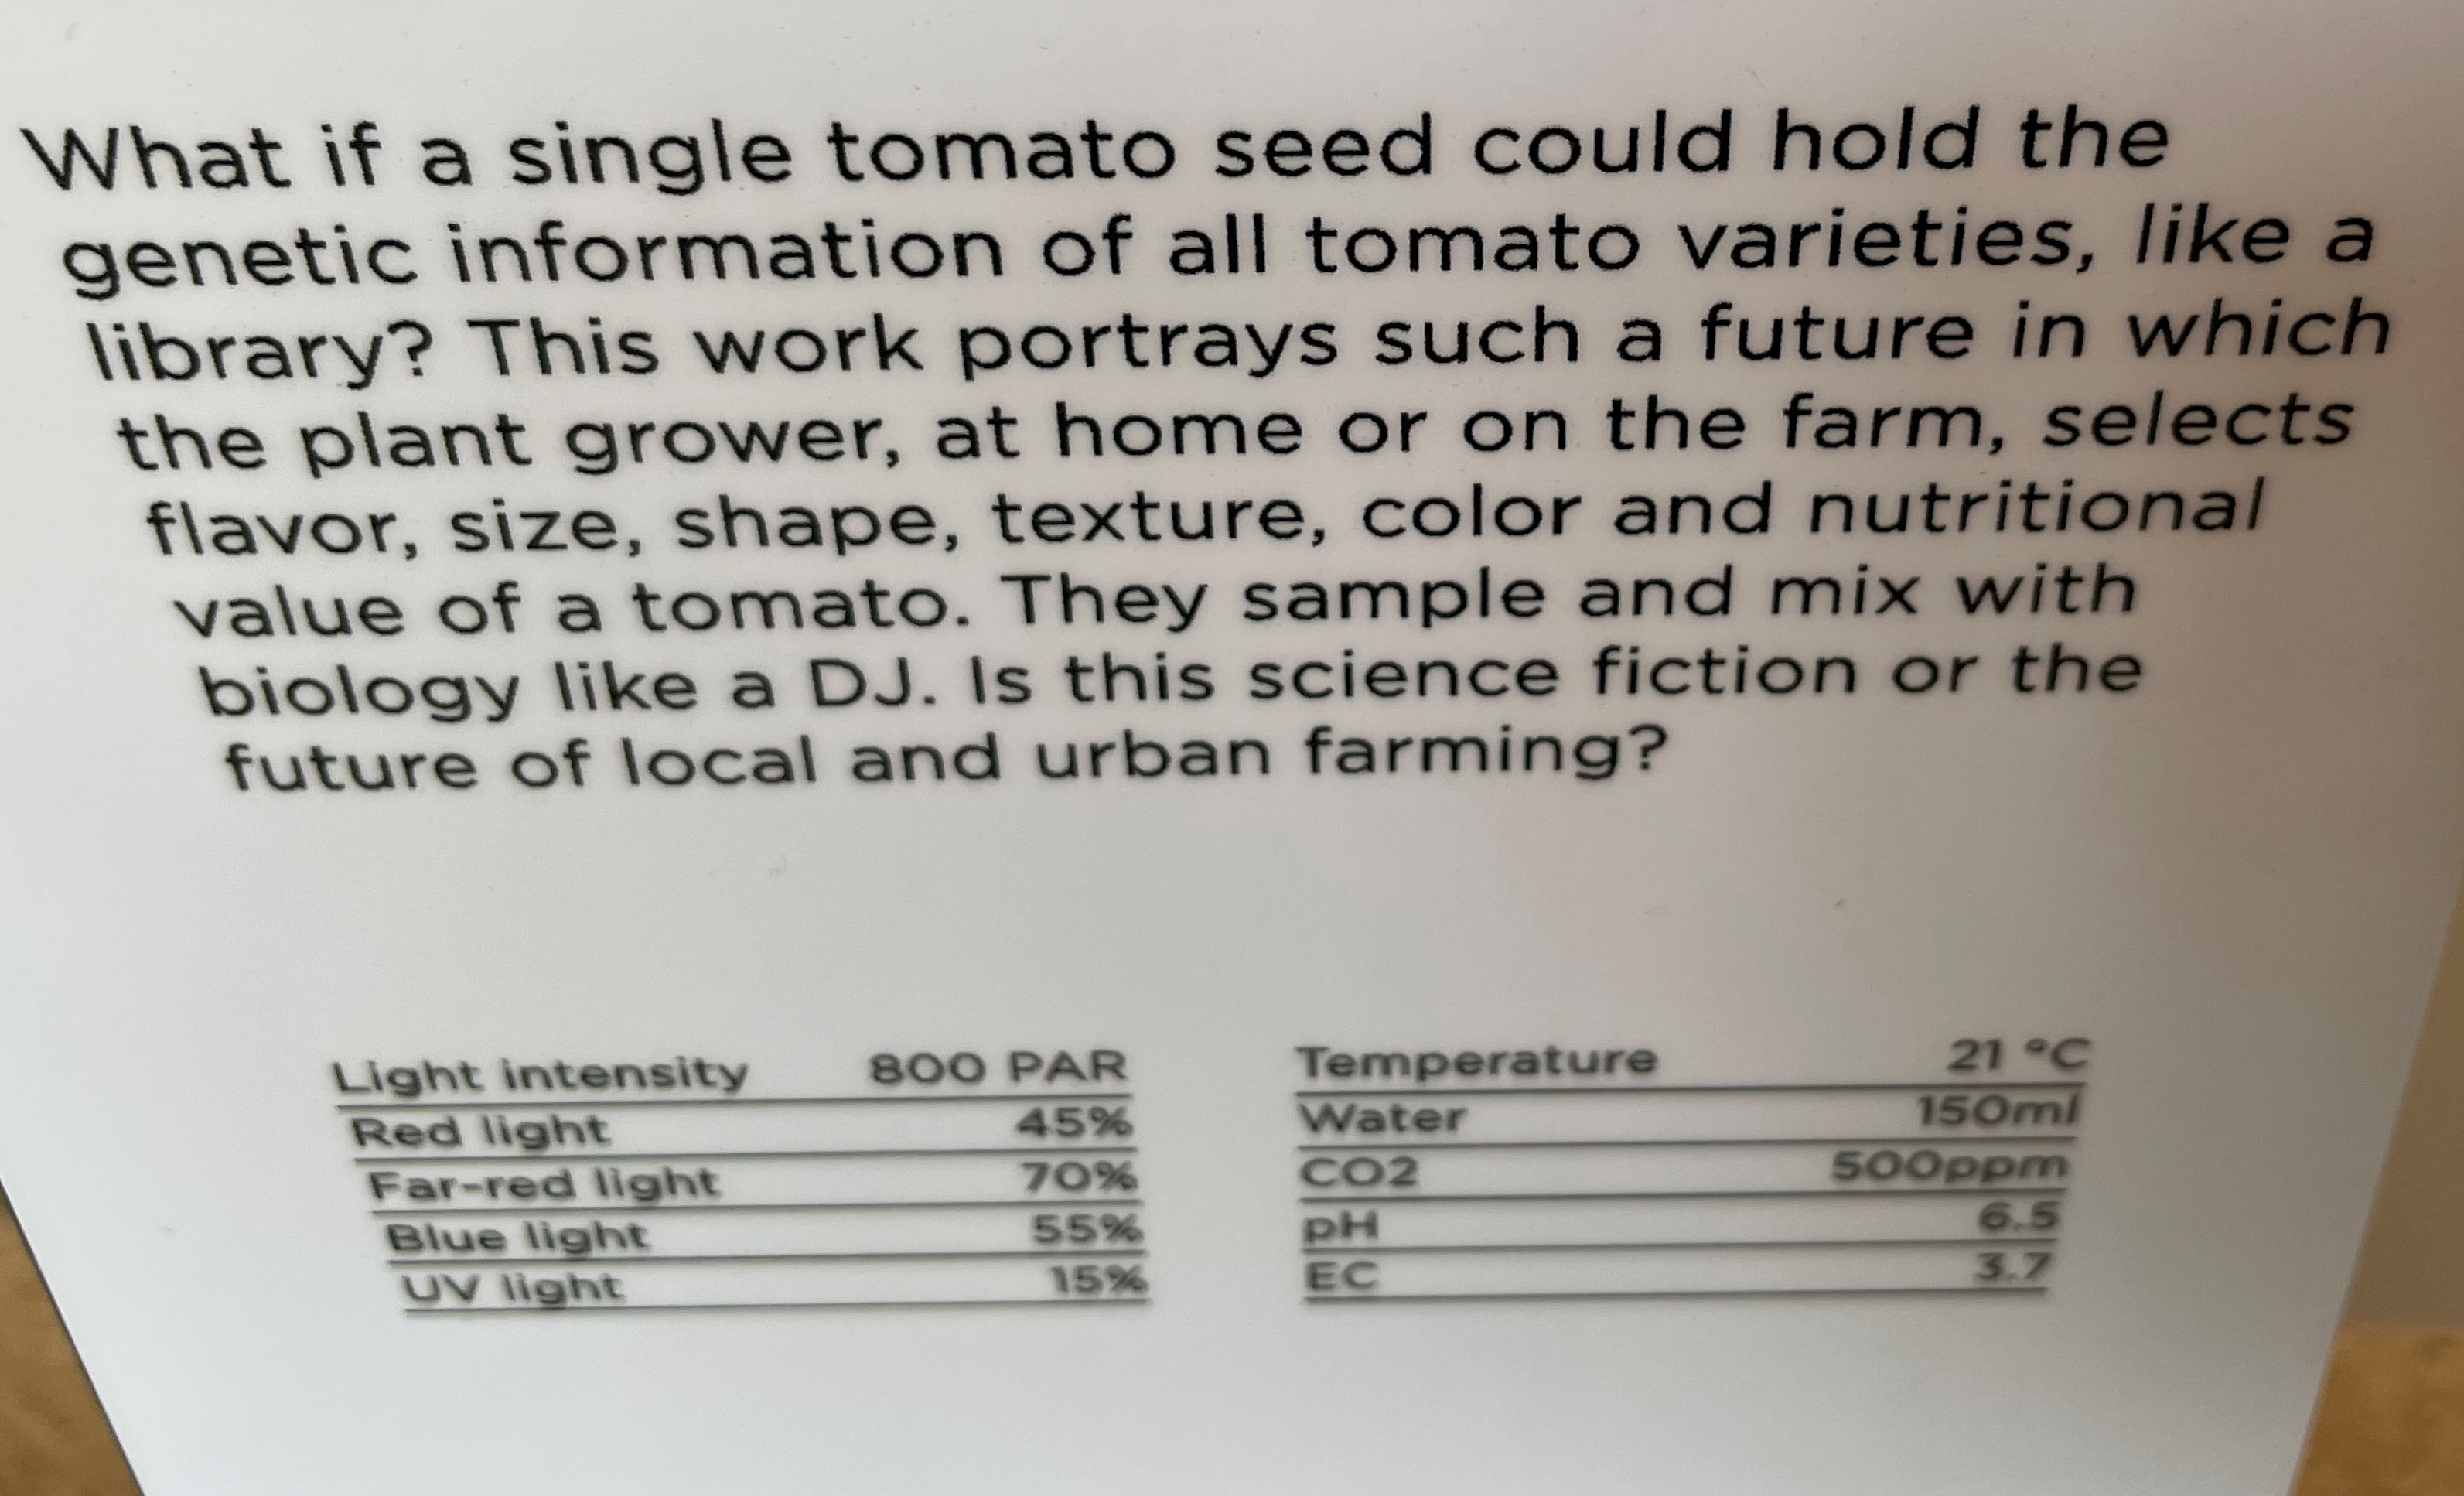 What if a single tomato seed could hold the
genetic information of all tomato varieties, like a
library? This work portrays such a future in which
the plant grower, at home or on the farm, selects
flavor, size, shape, texture, color and nutritional
value of a tomato. They sample and mix with
biology like a DJ. Is this science fiction or the
future of local and urban farming?
Light intensity 800 PAR
Red light 45%
Far-red light 70%
Blue light 55%
UV light 15%
Temperature 21 °C
Water 150ml
CO2 500ppm
pH 6.5
EC 3.7